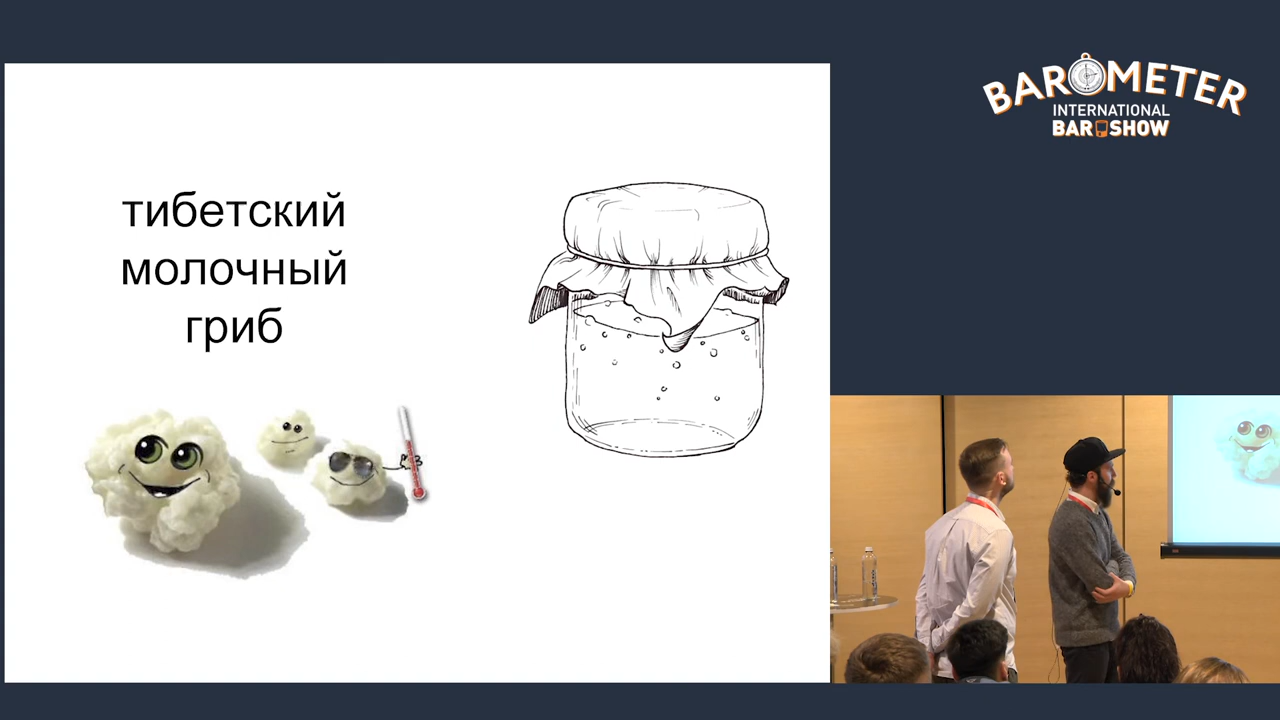 BAROMETER
INTERNATIONAL
BAR SHOW
тибетский
молочный
гриб